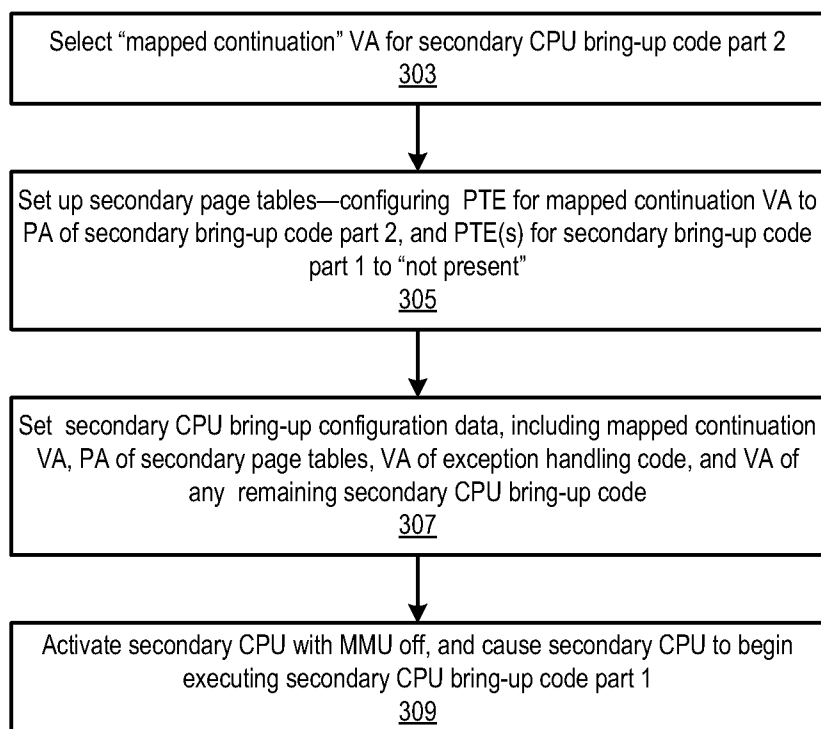 Select “mapped continuation” VA for secondary CPU bring-up code part 2
303
Set up secondary page tables—configuring PTE for mapped continuation VA to
PA of secondary bring-up code part 2, and PTE(s) for secondary bring-up code
part 1 to “not present”
305
Set secondary CPU bring-up configuration data, including mapped continuation
VA, PA of secondary page tables, VA of exception handling code, and VA of
any remaining secondary CPU bring-up code
307
Activate secondary CPU with MMU off, and cause secondary CPU to begin
executing secondary CPU bring-up code part 1
309